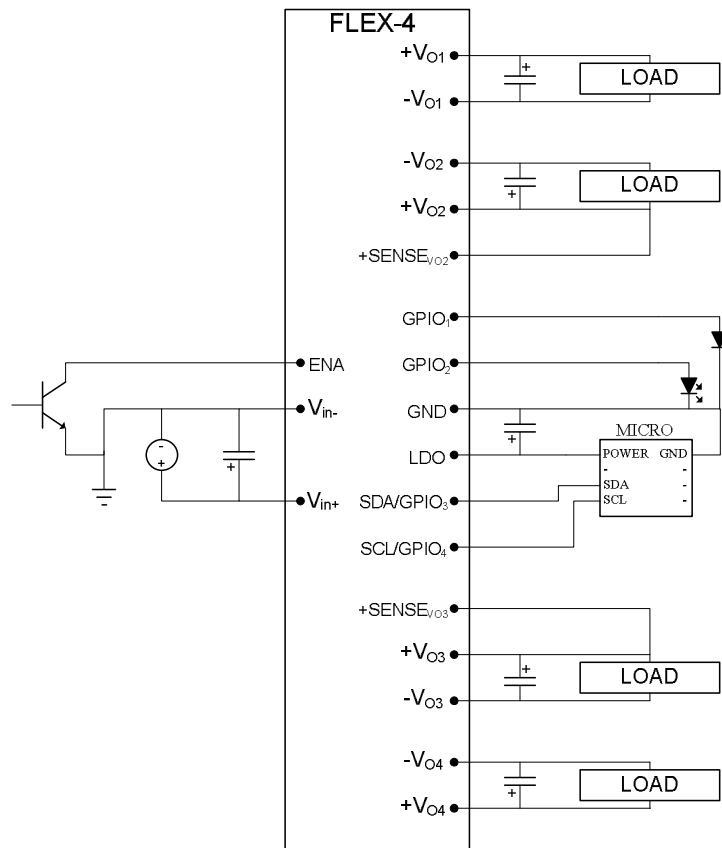 FLEX-4
+VO1
LOAD
-VO1
-VO2
LOAD
+VO2
+SENSEVO2
GPIO1
ENA
GPIO2
Vin-
GND
MICRO
LDO
POWER GND
- -
SDA -
SCL -
Vin+
SDA/GPIO3
SCL/GPIO4
+SENSEVO3
+VO3
LOAD
-VO3
-VO4
LOAD
+VO4